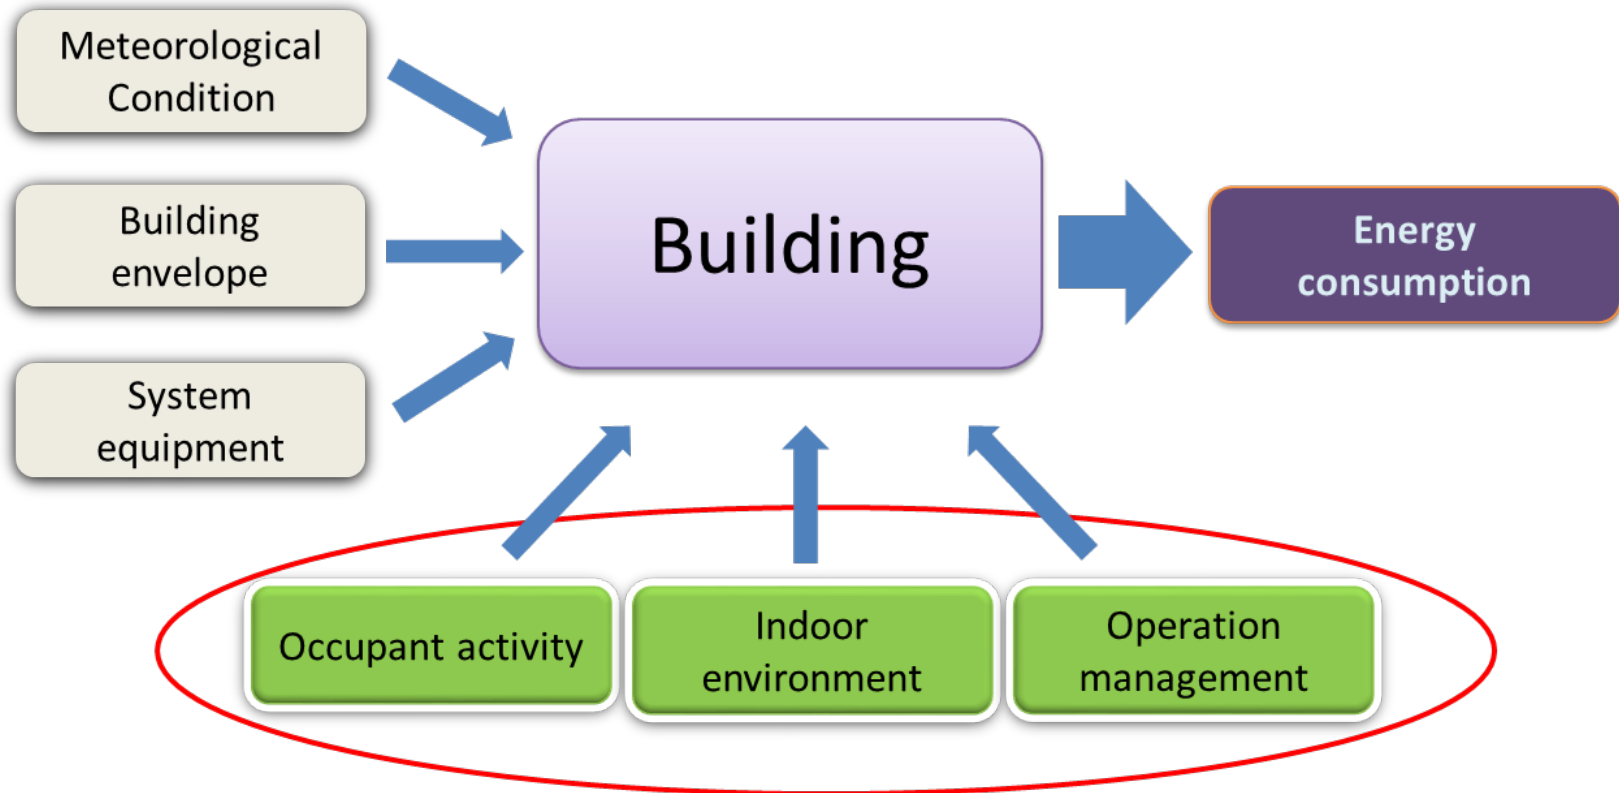 Meteorological
Condition
Building
envelope
System
equipment
Building
Energy
consumption
Occupant activity
Indoor
environment
Operation
management